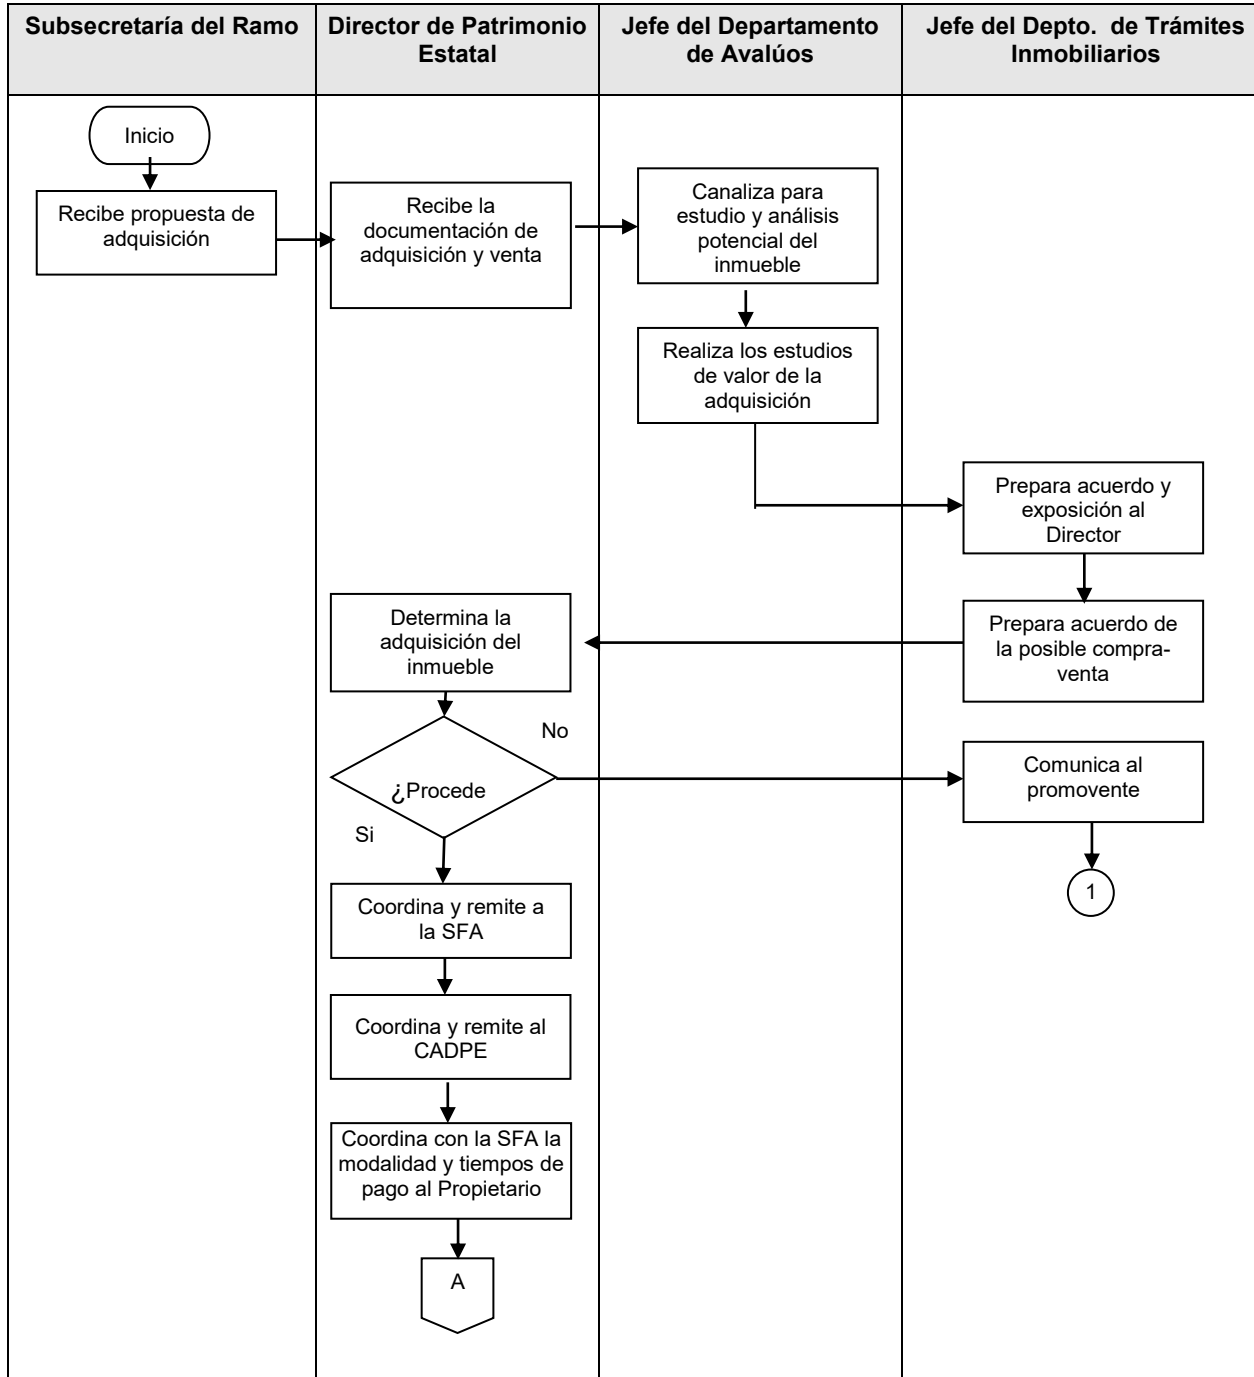 Subsecretaría del Ramo
Director de Patrimonio
Estatal
Jefe del Departamento
de Avalúos
Jefe del Depto. de Trámites
Inmobiliarios
Inicio
Recibe propuesta de
adquisición
Recibe la
documentación de
adquisición y venta
Canaliza para
estudio y análisis
potencial del
inmueble
Realiza los estudios
de valor de la
adquisición
Prepara acuerdo y
exposición al
Director
Prepara acuerdo de
la posible compra-
venta
Determina la
adquisición del
inmueble
¿Procede
No
Si
Comunica al
promovente
1
Coordina y remite a
la SFA
Coordina y remite al
CADPE
Coordina con la SFA la
modalidad y tiempos de
pago al Propietario
A